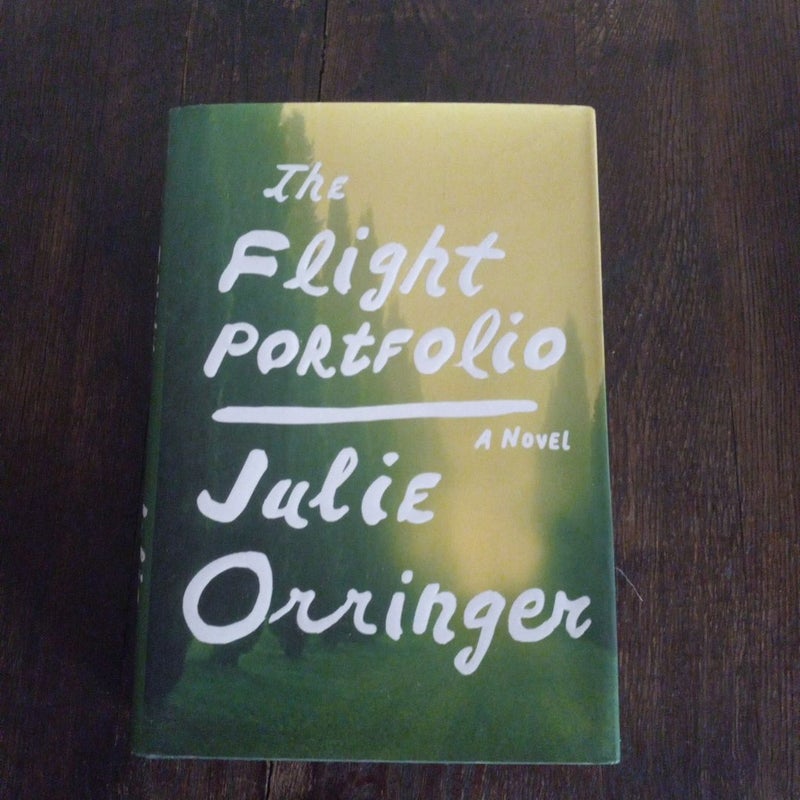 The
Flight
PORTFOLIO
A NOVEL
JULIE
Orringer